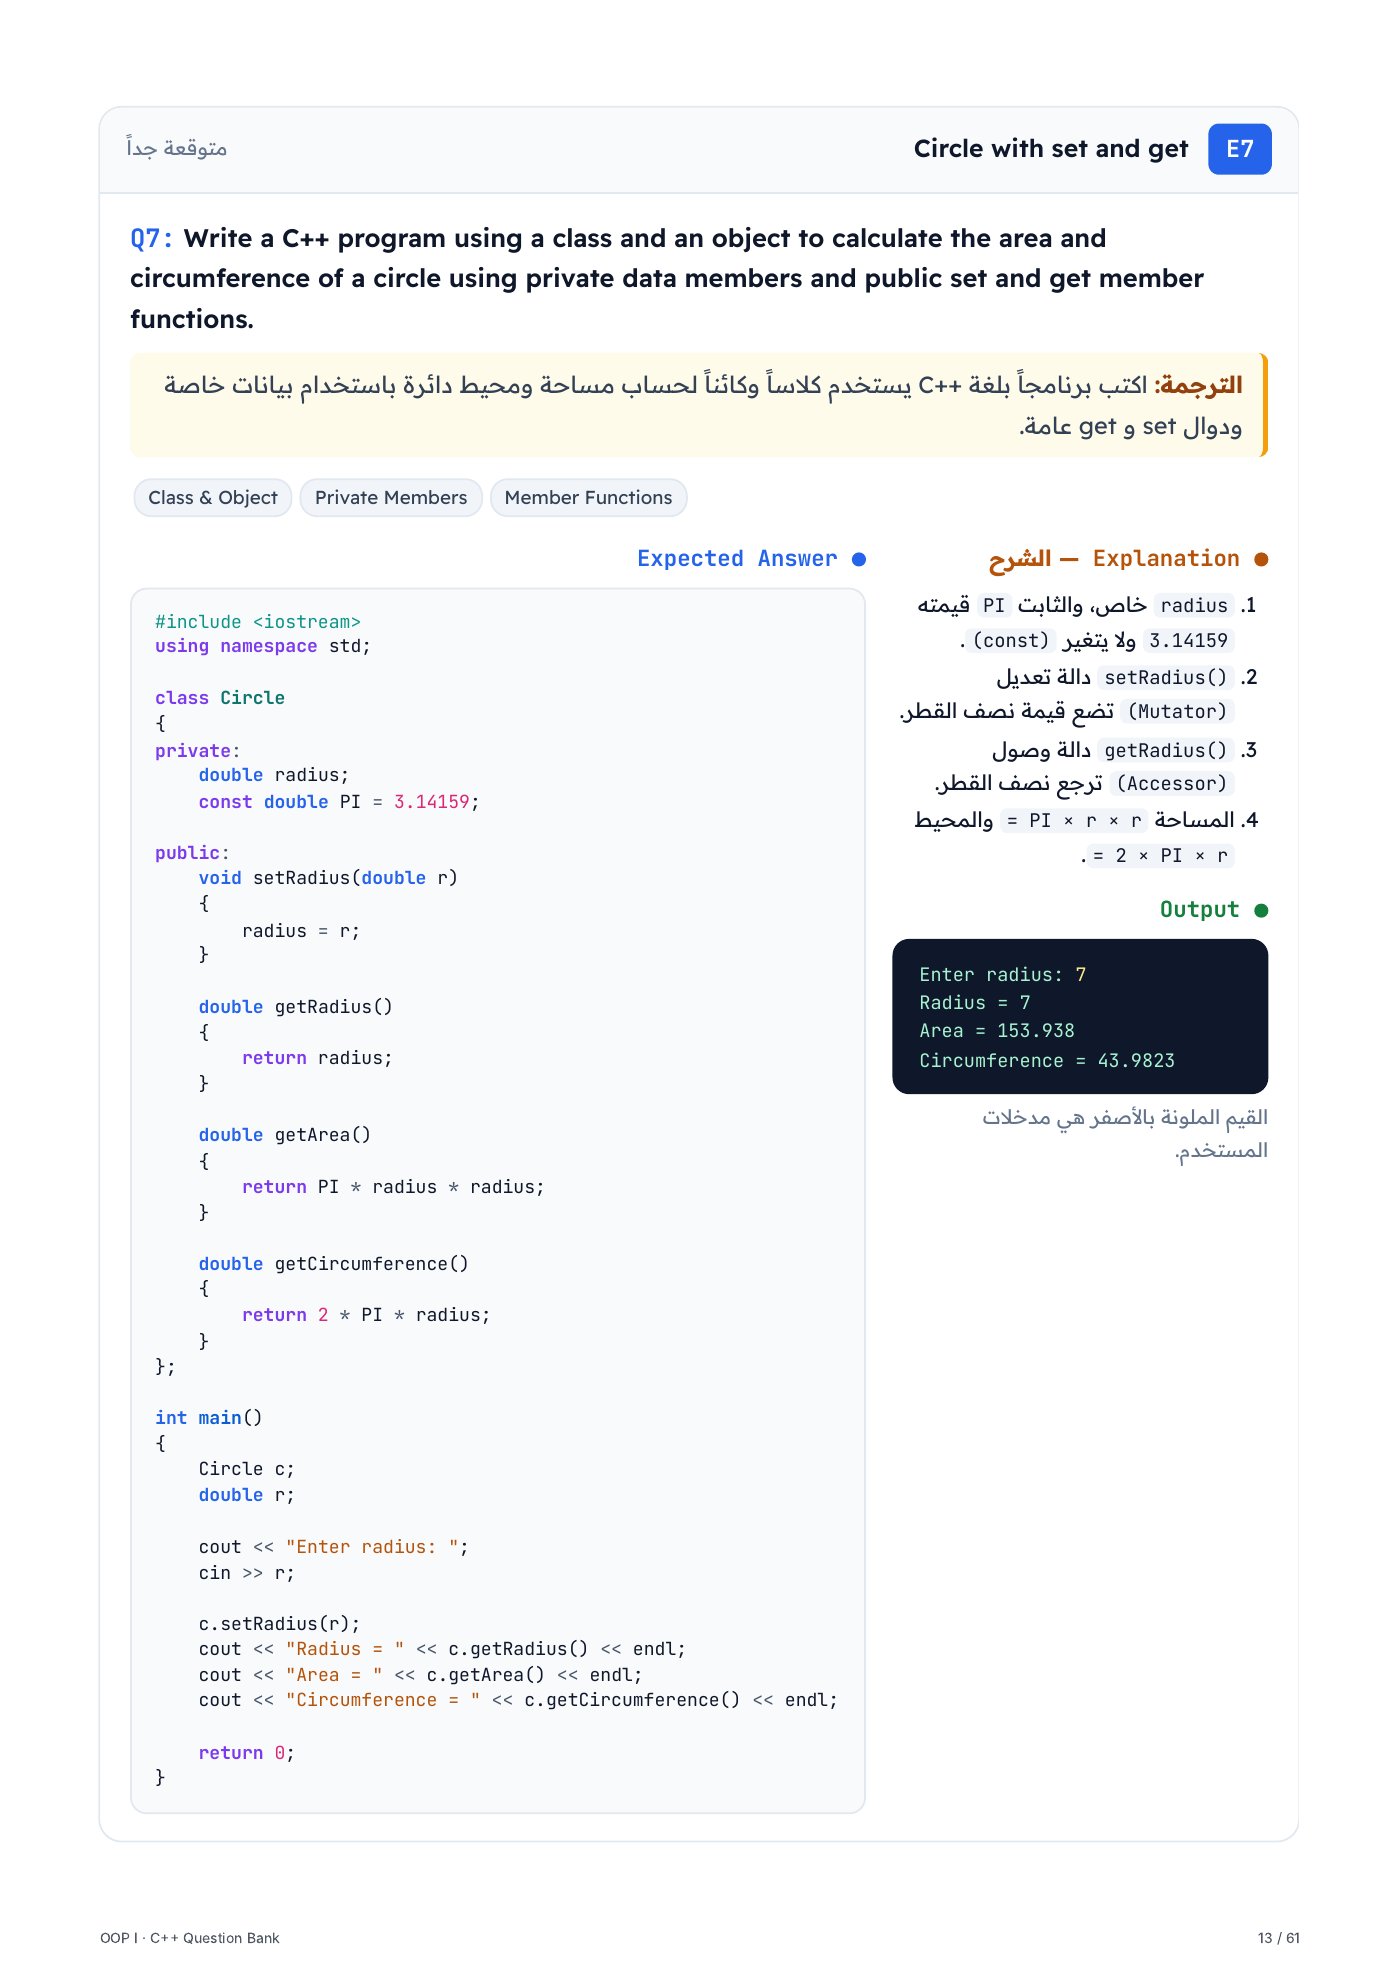 متوقعة جداً
Circle with set and get E7
Q7: Write a C++ program using a class and an object to calculate the area and
circumference of a circle using private data members and public set and get member
functions.
الترجمة: اكتب برنامجاً بلغة C++ يستخدم كلاساً وكائناً لحساب مساحة ومحيط دائرة باستخدام بيانات خاصة
ودوال set و get عامة.
Class & Object Private Members Member Functions
Expected Answer
#include <iostream>
using namespace std;
class Circle
{
private:
    double radius;
    const double PI = 3.14159;
public:
    void setRadius(double r)
    {
        radius = r;
    }
    double getRadius()
    {
        return radius;
    }
    double getArea()
    {
        return PI * radius * radius;
    }
    double getCircumference()
    {
        return 2 * PI * radius;
    }
};
int main()
{
    Circle c;
    double r;
    cout << "Enter radius: ";
    cin >> r;
    c.setRadius(r);
    cout << "Radius = " << c.getRadius() << endl;
    cout << "Area = " << c.getArea() << endl;
    cout << "Circumference = " << c.getCircumference() << endl;
    return 0;
}
Explanation — الشرح
1. radius خاص، والثابت PI قيمته
3.14159 ولا يتغير (const).
2. setRadius() دالة تعديل
(Mutator) تضع قيمة نصف القطر.
3. getRadius() دالة وصول
(Accessor) ترجع نصف القطر.
4. المساحة = PI × r × r والمحيط
= 2 × PI × r.
Output
Enter radius: 7
Radius = 7
Area = 153.938
Circumference = 43.9823
القيم الملونة بالأصفر هي مدخلات
المستخدم.
OOP I · C++ Question Bank
13 / 61